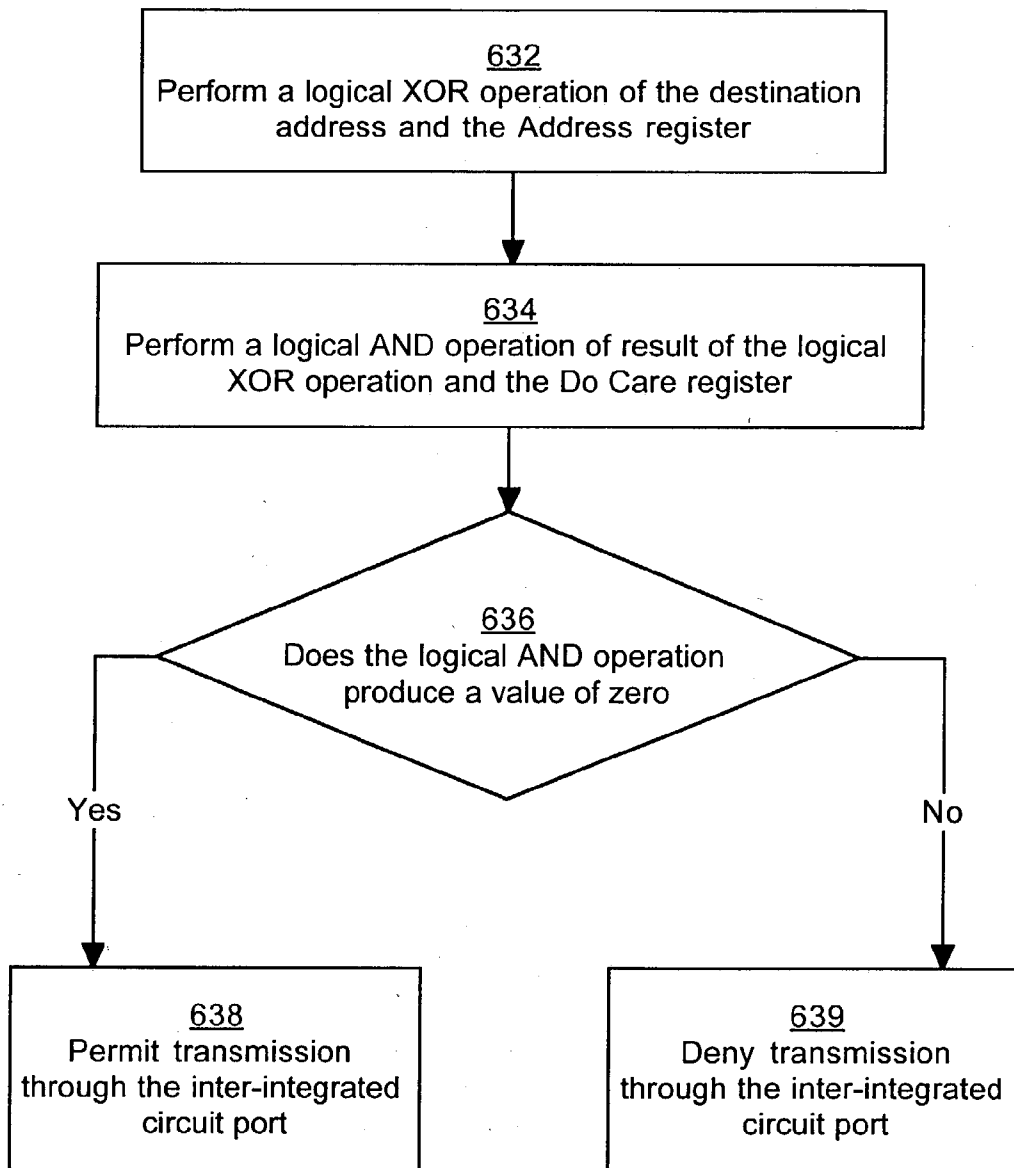 632
Perform a logical XOR operation of the destination
address and the Address register
634
Perform a logical AND operation of result of the logical
XOR operation and the Do Care register
636
Does the logical AND operation
produce a value of zero
Yes
No
638
Permit transmission
through the inter-integrated
circuit port
639
Deny transmission
through the inter-integrated
circuit port